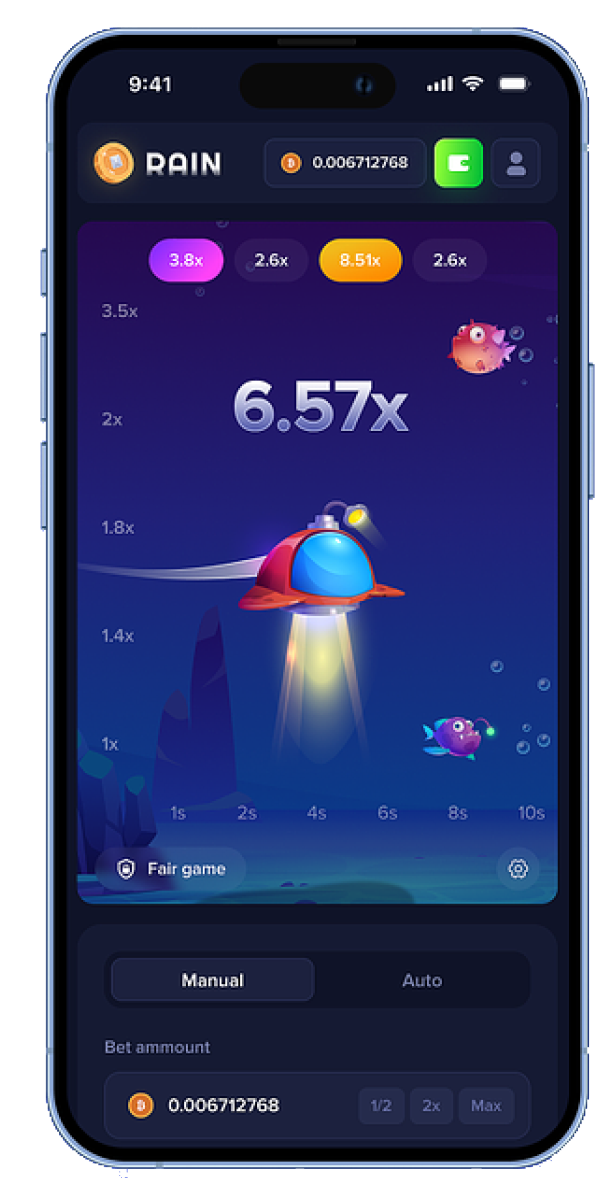 9:41
RAIN
0.006712768
3.8x 2.6x 8.51x 2.6x
3.5x
6.57x
2x
1.8x
1.4x
1x
1s 2s 4s 6s 8s 10s
Fair game
Manual Auto
Bet ammount
0.006712768 1/2 2x Max